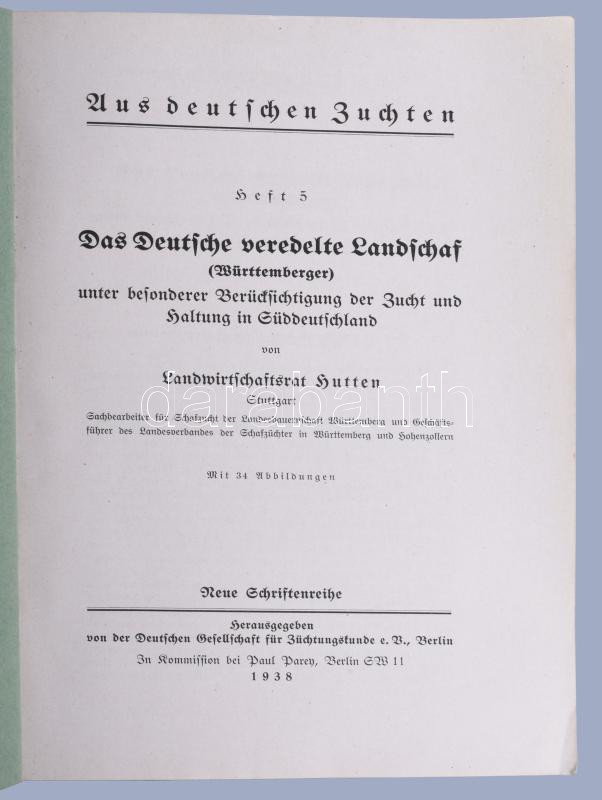 Aus deutschen Zuchten
Heft 5
Das Deutsche veredelte Landschaf
(Württemberger)
unter besonderer Berücksichtigung der Zucht und
Haltung in Süddeutschland
von
Landwirtschaftsrat Hutten
Stuttgart
darabanth
Sachbearbeiter für Schafzucht der Landesbauernschaft Württemberg und Geschäfts-
führer des Landesverbandes der Schafzüchter in Württemberg und Hohenzollern
Mit 34 Abbildungen
Neue Schriftenreihe
Herausgegeben
von der Deutschen Gesellschaft für Züchtungskunde e. V., Berlin
In Kommission bei Paul Parey, Berlin SW 11
1938